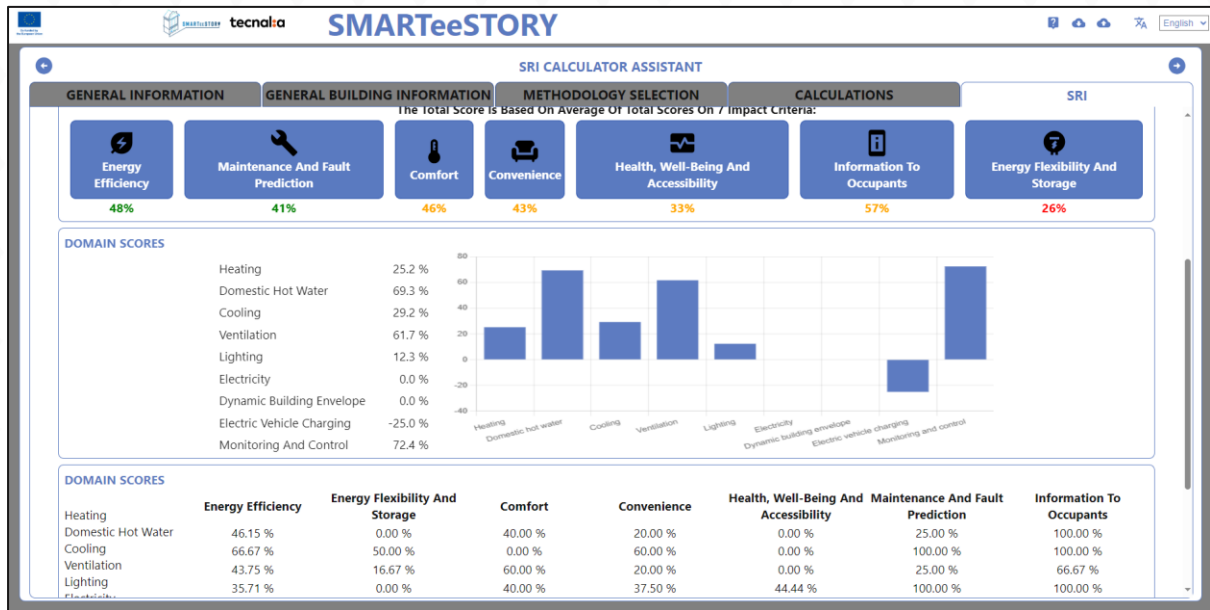 SMARTeeSTORY tecnal:a SMARTeeSTORY English
SRI CALCULATOR ASSISTANT
GENERAL INFORMATION GENERAL BUILDING INFORMATION METHODOLOGY SELECTION CALCULATIONS SRI
The Total Score Is Based On Average Of Total Scores On 7 Impact Criteria:
Energy Efficiency Maintenance And Fault Prediction Comfort Convenience Health, Well-Being And Accessibility Information To Occupants Energy Flexibility And Storage
48% 41% 46% 43% 33% 57% 26%
DOMAIN SCORES
Heating 25.2 %
Domestic Hot Water 69.3 %
Cooling 29.2 %
Ventilation 61.7 %
Lighting 12.3 %
Electricity 0.0 %
Dynamic Building Envelope 0.0 %
Electric Vehicle Charging -25.0 %
Monitoring And Control 72.4 %
80
60
40
20
0
-20
-40
Heating Domestic hot water Cooling Ventilation Lighting Electricity Dynamic building envelope Electric vehicle charging Monitoring and control
DOMAIN SCORES
Energy Efficiency Energy Flexibility And Storage Comfort Convenience Health, Well-Being And Accessibility Maintenance And Fault Prediction Information To Occupants
Heating
Domestic Hot Water 46.15 % 0.00 % 40.00 % 20.00 % 0.00 % 25.00 % 100.00 %
Cooling 66.67 % 50.00 % 0.00 % 60.00 % 0.00 % 100.00 % 100.00 %
Ventilation 43.75 % 16.67 % 60.00 % 20.00 % 0.00 % 25.00 % 66.67 %
Lighting 35.71 % 0.00 % 40.00 % 37.50 % 44.44 % 100.00 % 100.00 %
Electricity